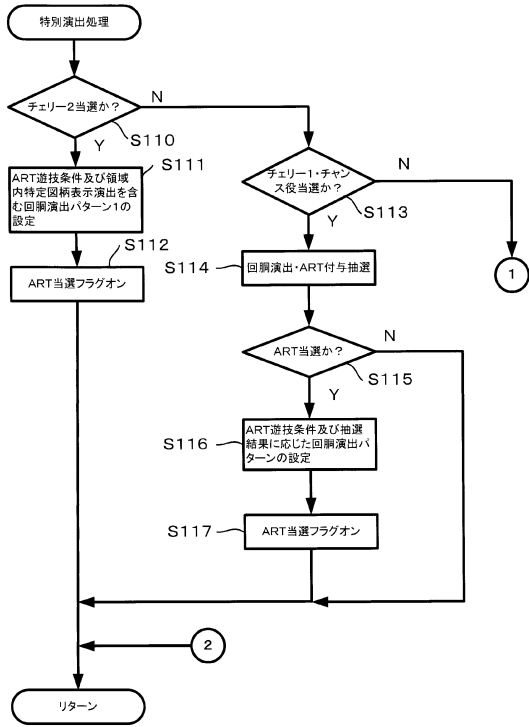 特別演出処理
チェリー2当選か？
N
S110
Y
S111
ART遊技条件及び領域
内特定図柄表示演出を含
む回胴演出パターン1の
設定
S112
ART当選フラグオン
チェリー1・チャン
ス役当選か？
N
S113
Y
1
S114
回胴演出・ART付与抽選
ART当選か？
N
S115
Y
S116
ART遊技条件及び抽選
結果に応じた回胴演出パ
ターンの設定
S117
ART当選フラグオン
2
リターン